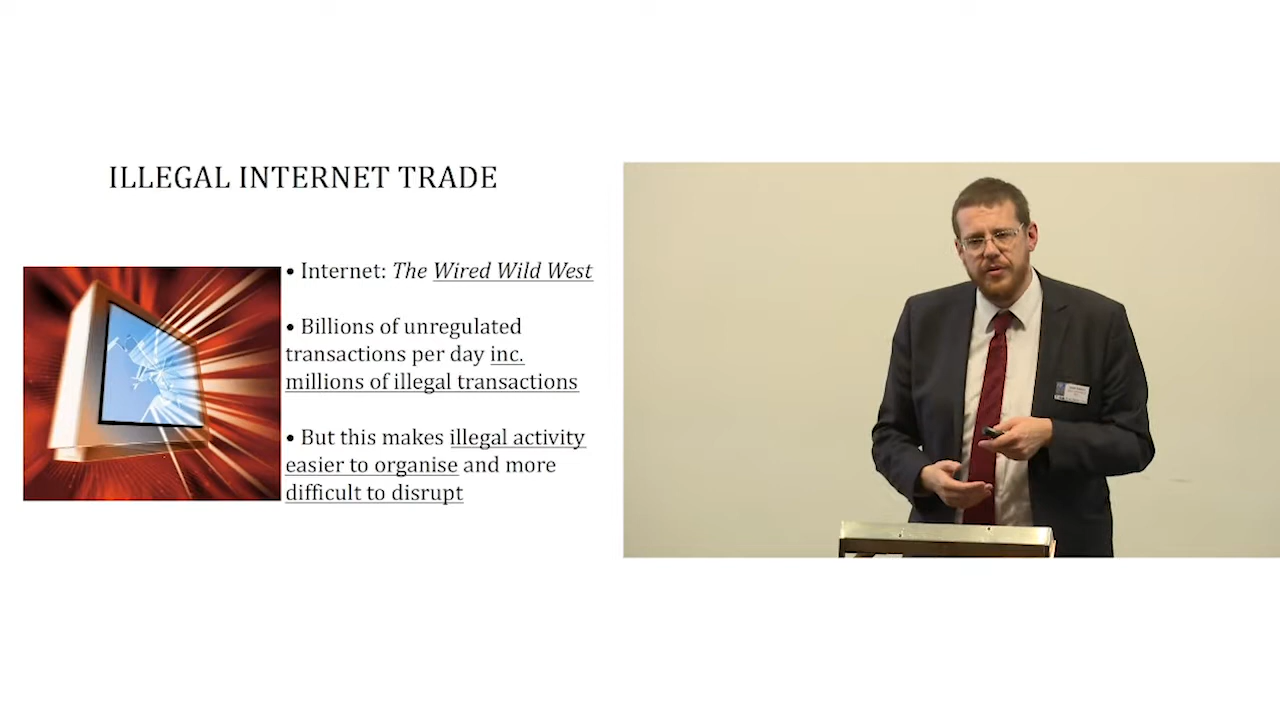 ILLEGAL INTERNET TRADE
• Internet: The Wired Wild West
• Billions of unregulated
transactions per day inc.
millions of illegal transactions
• But this makes illegal activity
easier to organise and more
difficult to disrupt